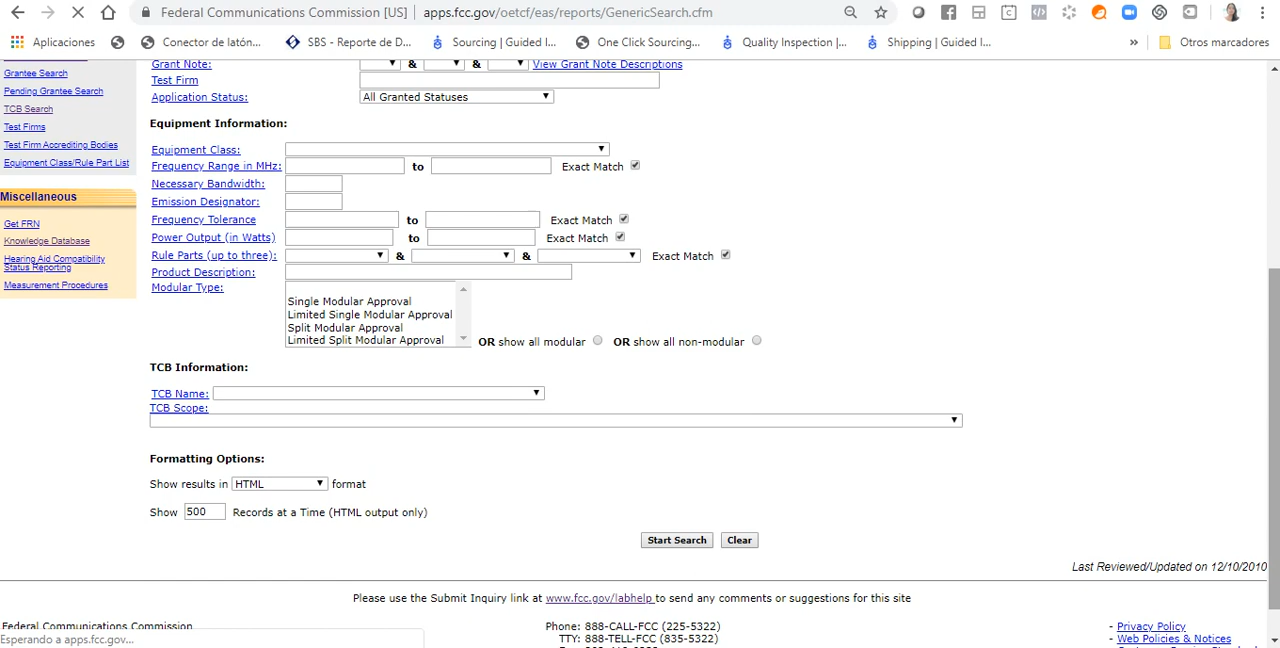 Federal Communications Commission [US] apps.fcc.gov/oetcf/eas/reports/GenericSearch.cfm
Aplicaciones Conector de latón... SBS - Reporte de D... Sourcing | Guided I... One Click Sourcing... Quality Inspection |... Shipping | Guided I... » Otros marcadores
Grantee Search
Pending Grantee Search
TCB Search
Test Firms
Test Firm Accrediting Bodies
Equipment Class/Rule Part List
Miscellaneous
Get FRN
Knowledge Database
Hearing Aid Compatibility
Status Reporting
Measurement Procedures
Grant Note: & & View Grant Note Descriptions
Test Firm
Application Status: All Granted Statuses
Equipment Information:
Equipment Class:
Frequency Range in MHz: to Exact Match
Necessary Bandwidth:
Emission Designator:
Frequency Tolerance to Exact Match
Power Output (in Watts) to Exact Match
Rule Parts (up to three): & & Exact Match
Product Description:
Modular Type:
Single Modular Approval
Limited Single Modular Approval
Split Modular Approval
Limited Split Modular Approval OR show all modular OR show all non-modular
TCB Information:
TCB Name:
TCB Scope:
Formatting Options:
Show results in HTML format
Show 500 Records at a Time (HTML output only)
Start Search Clear
Last Reviewed/Updated on 12/10/2010
Please use the Submit Inquiry link at www.fcc.gov/labhelp to send any comments or suggestions for this site
Federal Communications Commission Phone: 888-CALL-FCC (225-5322) - Privacy Policy
Esperando a apps.fcc.gov... TTY: 888-TELL-FCC (835-5322) - Web Policies & Notices